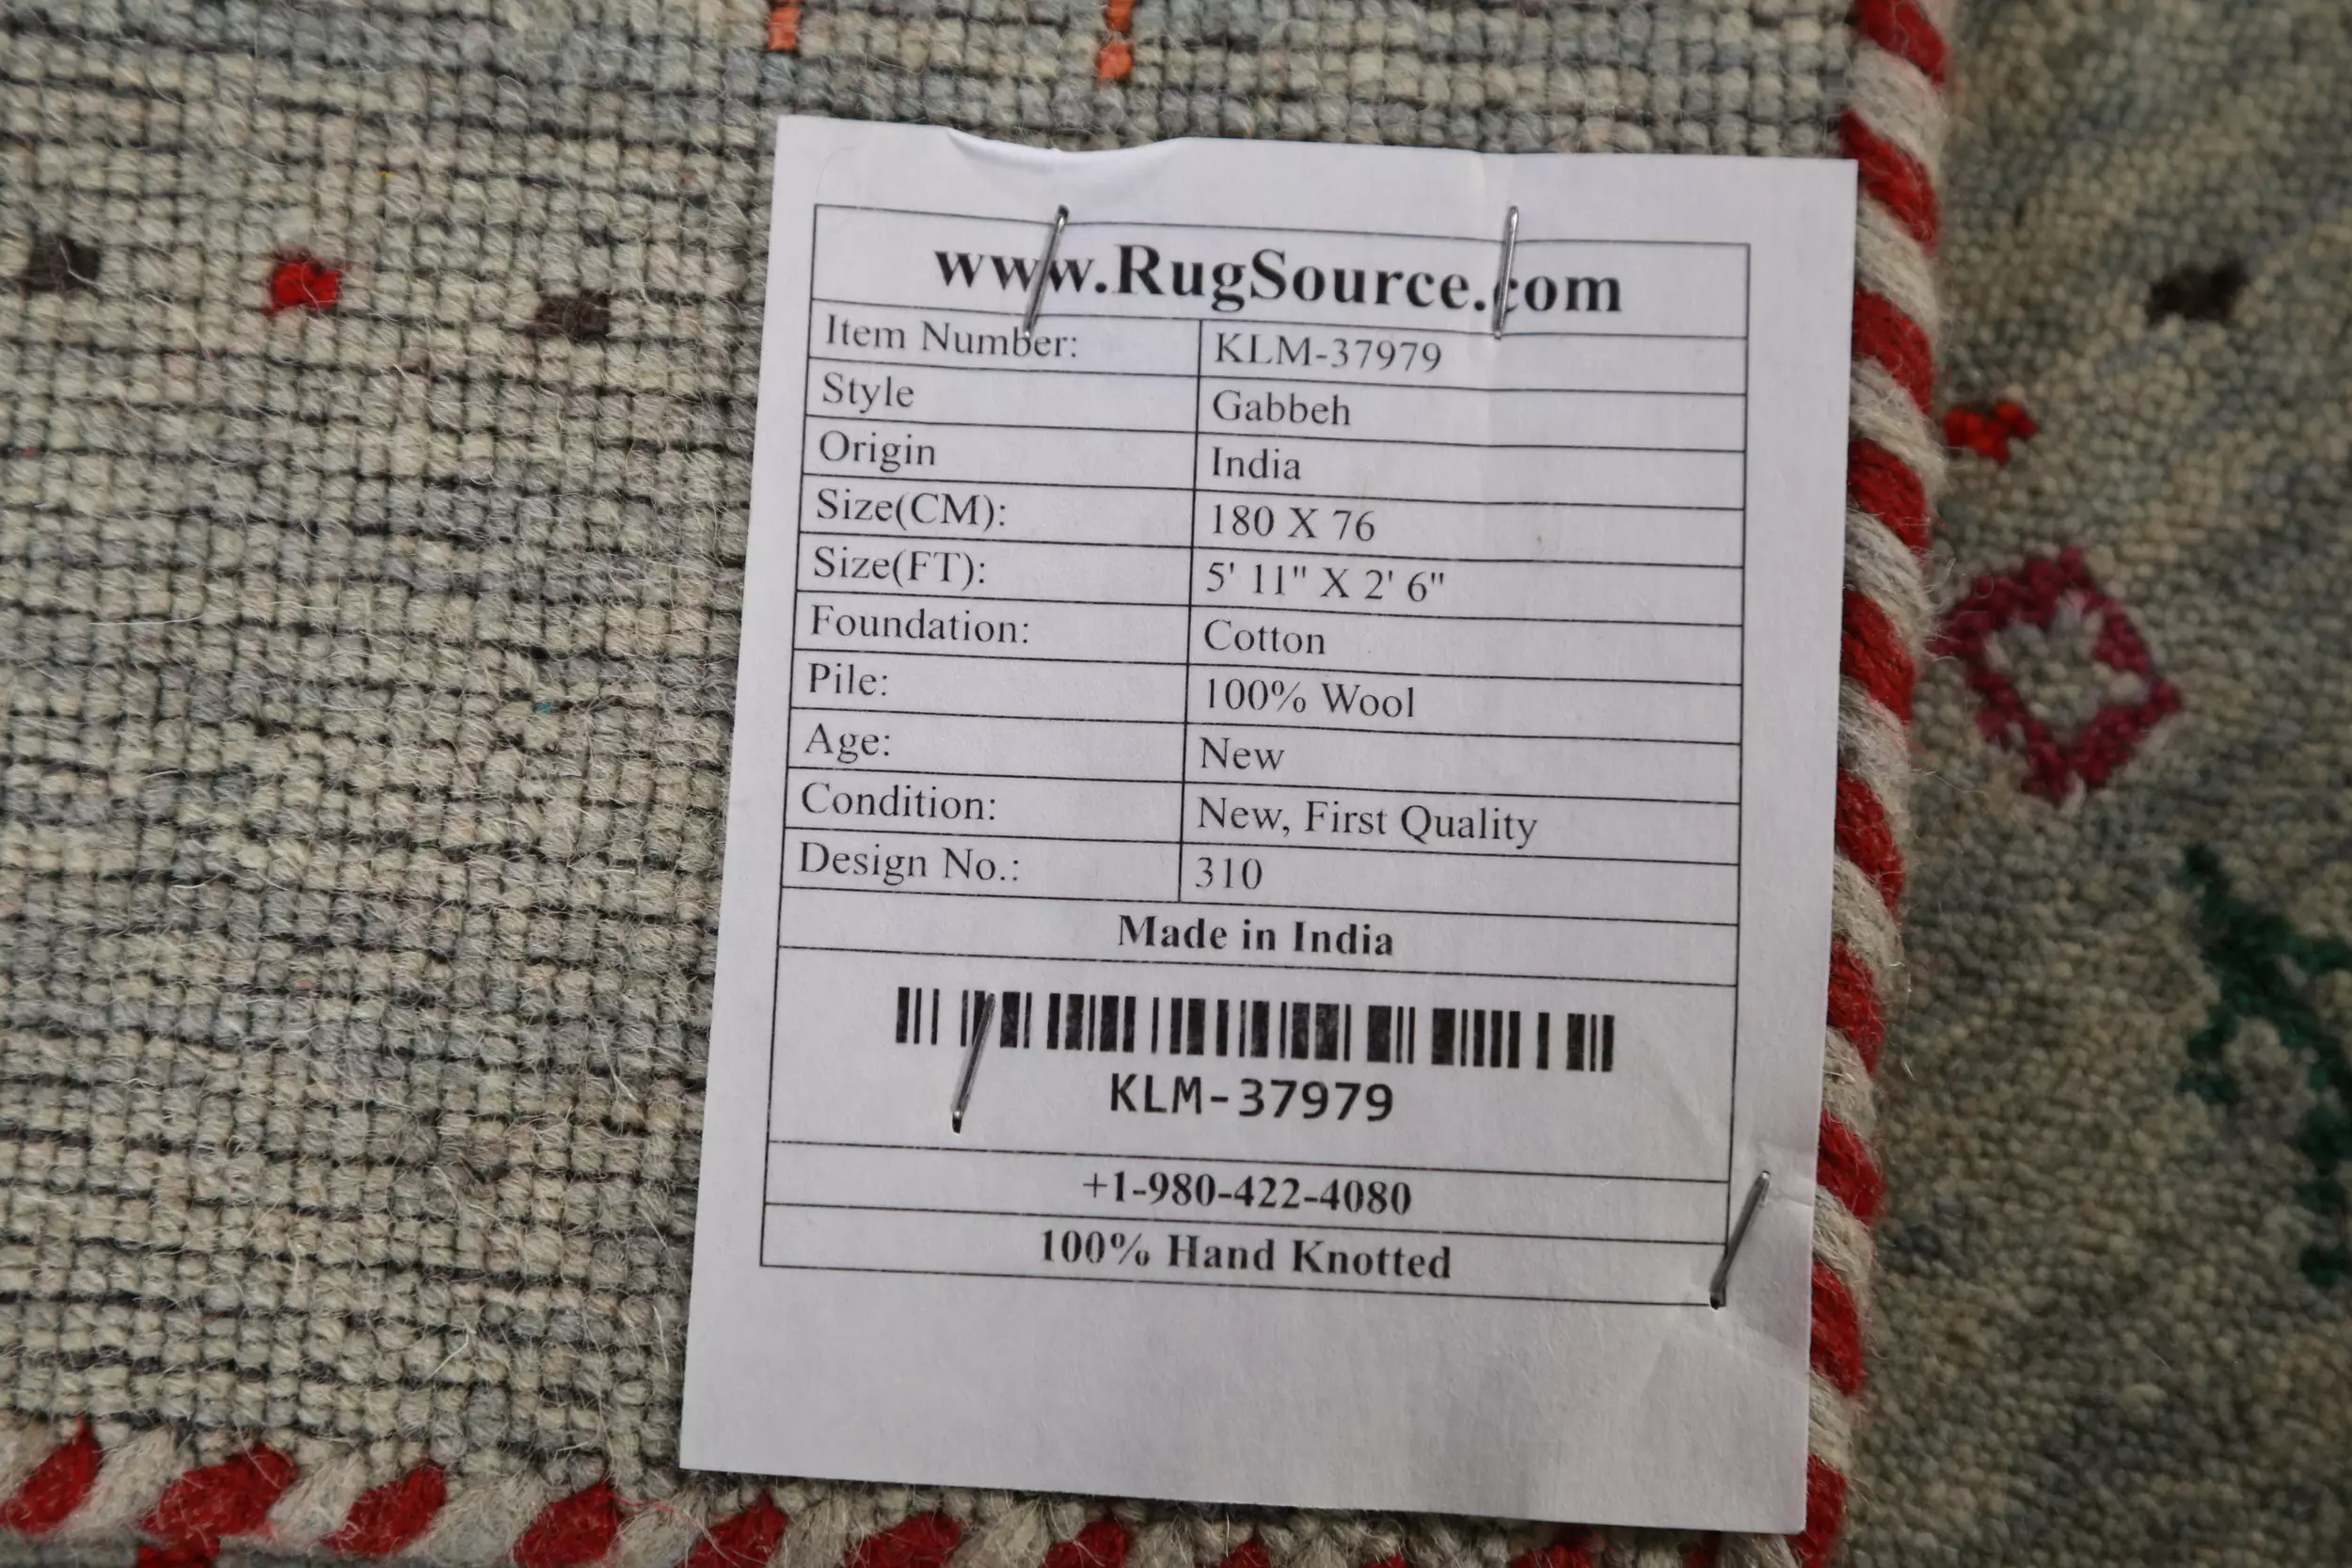 www.RugSource.com
Item Number: KLM-37979
Style Gabbeh
Origin India
Size(CM): 180 X 76
Size(FT): 5' 11" X 2' 6"
Foundation: Cotton
Pile: 100% Wool
Age: New
Condition: New, First Quality
Design No.: 310
Made in India
KLM-37979
+1-980-422-4080
100% Hand Knotted